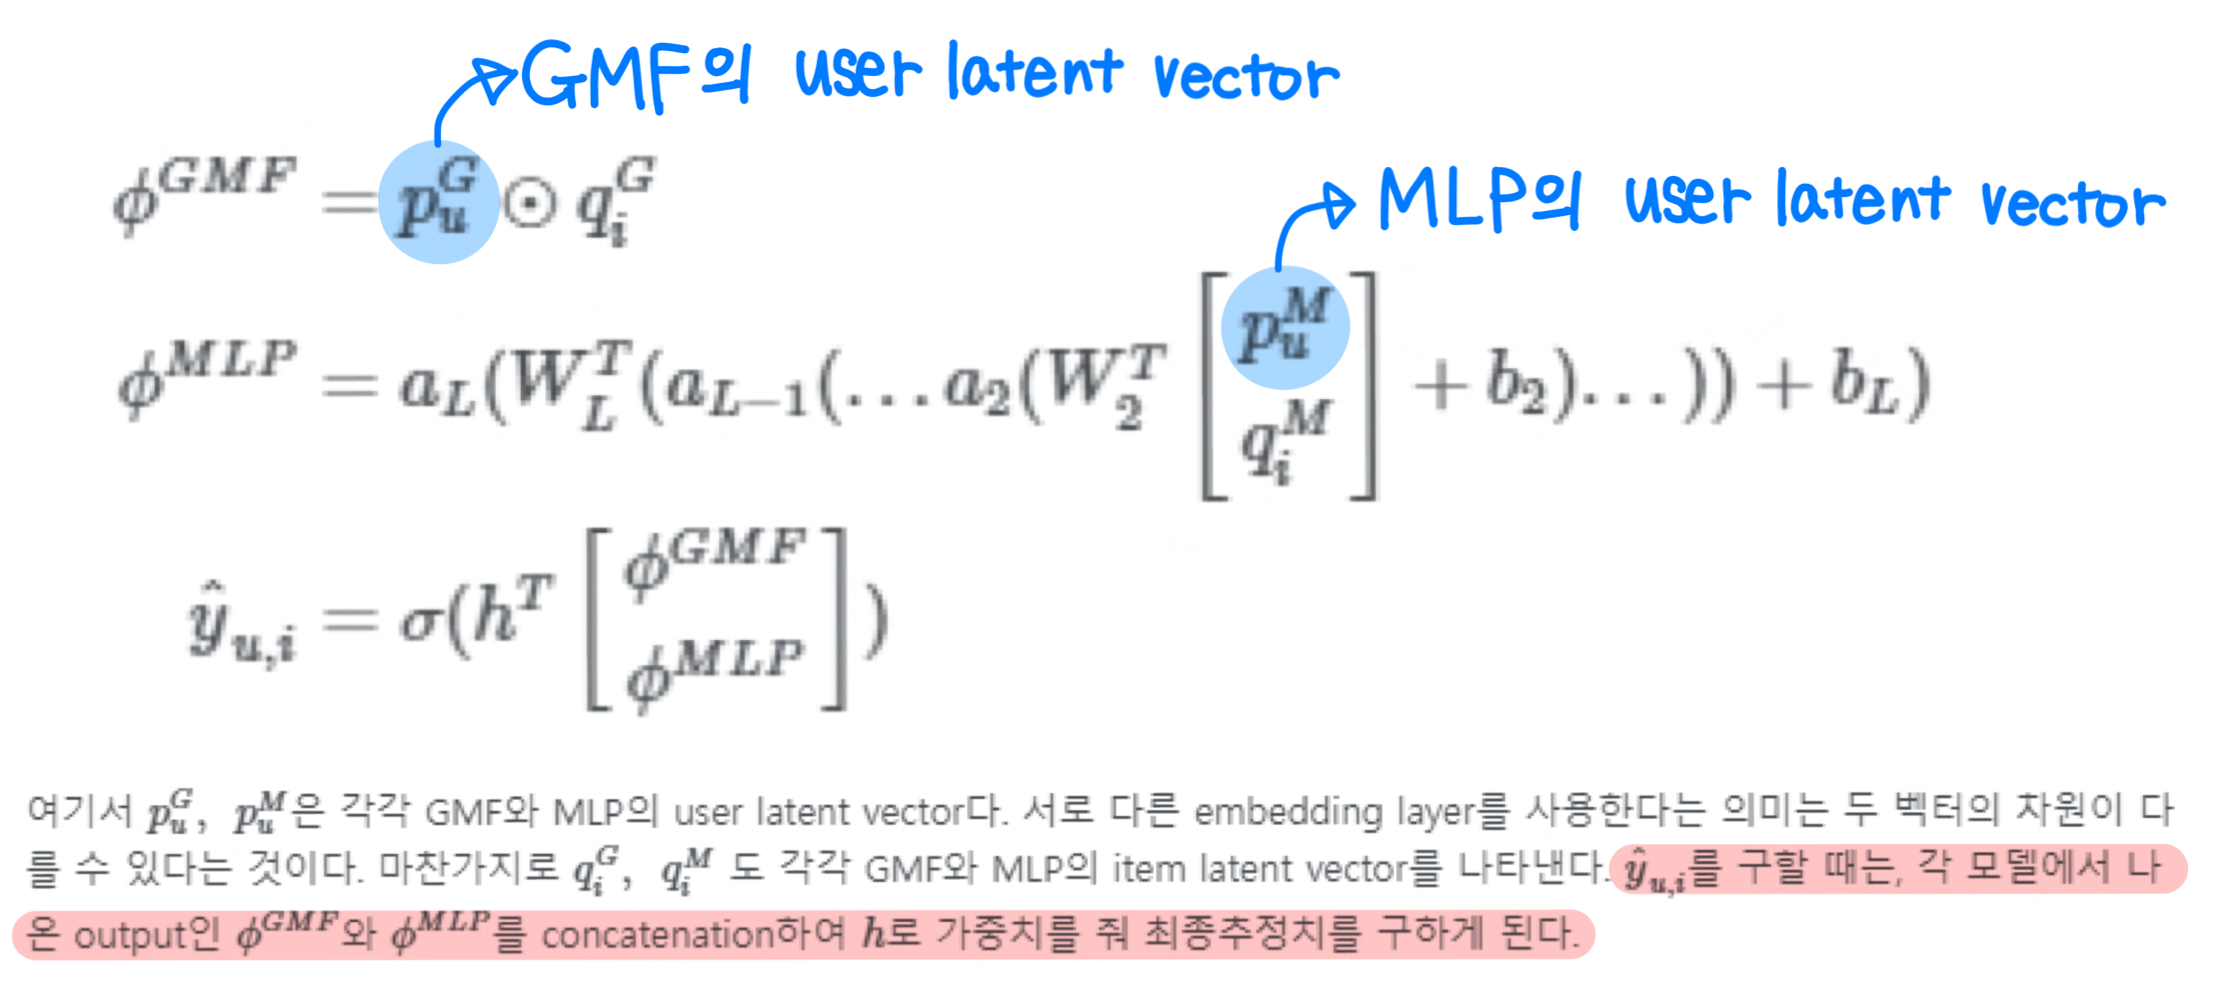 GMF의 user latent vector
$\phi^{GMF} = p_u^G \odot q_i^G$
MLP의 user latent vector
$\phi^{MLP} = a_L(W_L^T(a_{L-1}(\ldots a_2(W_2^T \begin{bmatrix} p_u^M \\ q_i^M \end{bmatrix} + b_2)\ldots)) + b_L)$
$\hat{y}_{u,i} = \sigma(h^T \begin{bmatrix} \phi^{GMF} \\ \phi^{MLP} \end{bmatrix})$
여기서 $p_u^G$, $p_u^M$은 각각 GMF와 MLP의 user latent vector다. 서로 다른 embedding layer를 사용한다는 의미는 두 벡터의 차원이 다
를 수 있다는 것이다. 마찬가지로 $q_i^G$, $q_i^M$ 도 각각 GMF와 MLP의 item latent vector를 나타낸다. $\hat{y}_{u,i}$를 구할 때는, 각 모델에서 나
온 output인 $\phi^{GMF}$와 $\phi^{MLP}$를 concatenation하여 $h$로 가중치를 줘 최종추정치를 구하게 된다.